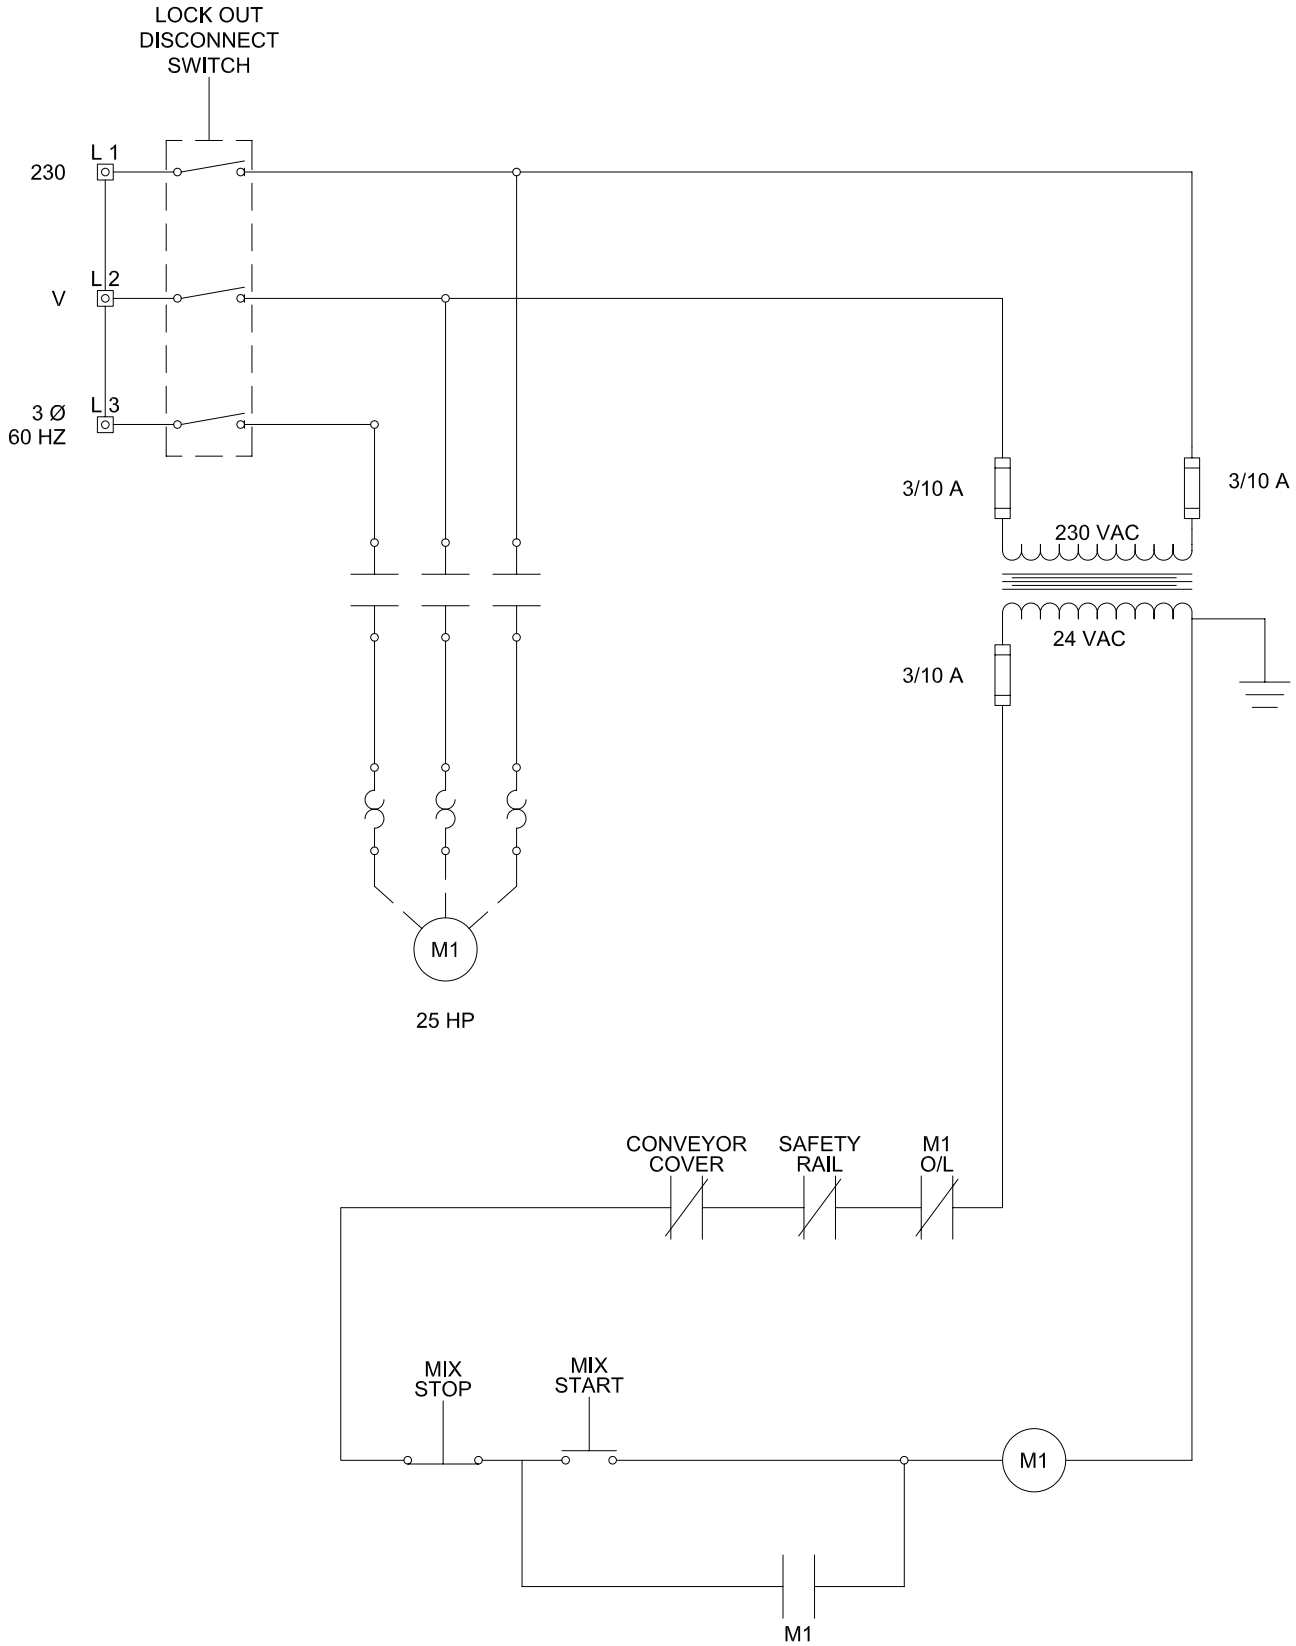 LOCK OUT
DISCONNECT
SWITCH
L 1
230
L 2
V
L 3
3 Ø
60 HZ
3/10 A
3/10 A
230 VAC
24 VAC
3/10 A
M1
25 HP
CONVEYOR
COVER
SAFETY
RAIL
M1
O/L
MIX
STOP
MIX
START
M1
M1